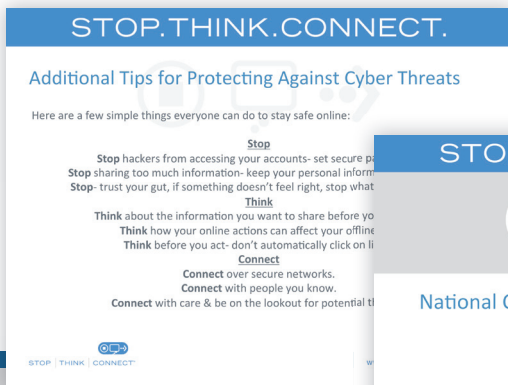 STOP.THINK.CONNECT.
Additional Tips for Protecting Against Cyber Threats
Here are a few simple things everyone can do to stay safe online:
Stop
Stop hackers from accessing your accounts- set secure
Stop sharing too much information- keep your personal
Stop- trust your gut, if something doesn't feel right, stop
Think
Think about the information you want to share before
Think how your online actions can affect your offline
Think before you act- don't automatically click on
Connect
Connect over secure networks.
Connect with people you know.
Connect with care & be on the lookout for potential
STOP | THINK | CONNECT™
STO
National